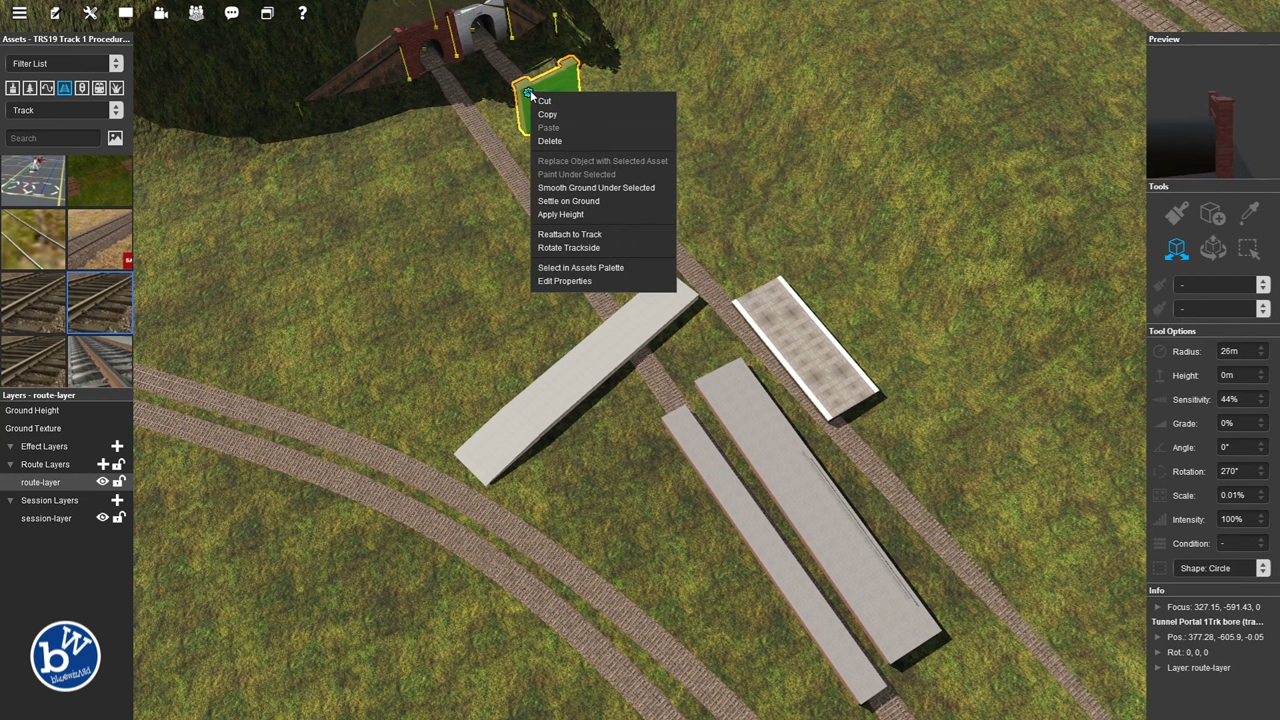 Assets - TRS19 Track 1 Procedur...
Filter List
Track
Search
Layers - route-layer
Ground Height
Ground Texture
Effect Layers
Route Layers
route-layer
Session Layers
session-layer
bw
bluewizard
Cut
Copy
Paste
Delete
Replace Object with Selected Asset
Paint Under Selected
Smooth Ground Under Selected
Settle on Ground
Apply Height
Reattach to Track
Rotate Trackside
Select in Assets Palette
Edit Properties
Preview
Tools
-
-
Tool Options
Radius: 26m
Height: 0m
Sensitivity: 44%
Grade: 0%
Angle: 0°
Rotation: 270°
Scale: 0.01%
Intensity: 100%
Condition: -
Shape: Circle
Info
Focus: 327.15, -591.43, 0
Tunnel Portal 1Trk bore (tra...
Pos.: 377.28, -605.9, -0.05
Rot.: 0, 0, 0
Layer: route-layer